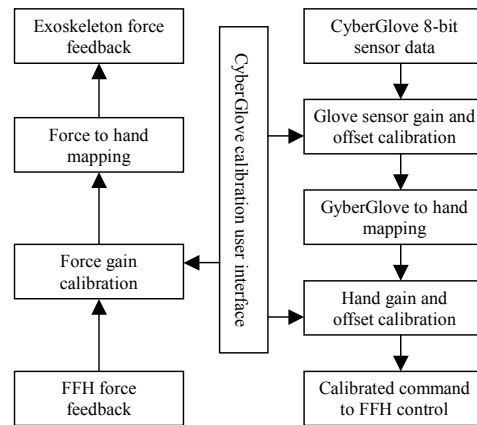 Exoskeleton force
feedback
Force to hand
mapping
Force gain
calibration
FFH force
feedback
CyberGlove calibration user interface
CyberGlove 8-bit
sensor data
Glove sensor gain and
offset calibration
GyberGlove to hand
mapping
Hand gain and
offset calibration
Calibrated command
to FFH control